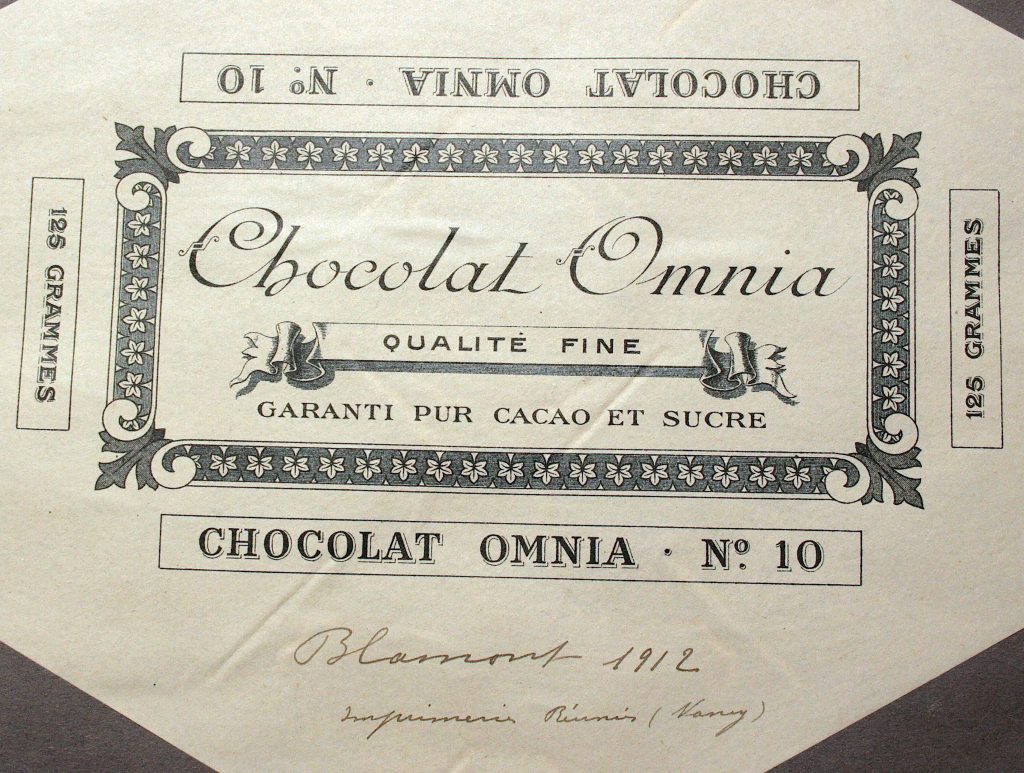 CHOCOLAT OMNIA · Nº. 10
125 GRAMMES
Chocolat Omnia
QUALITÉ FINE
GARANTI PUR CACAO ET SUCRE
125 GRAMMES
CHOCOLAT OMNIA · Nº. 10
Blamont 1912
Imprimerie Réunies (Nancy)